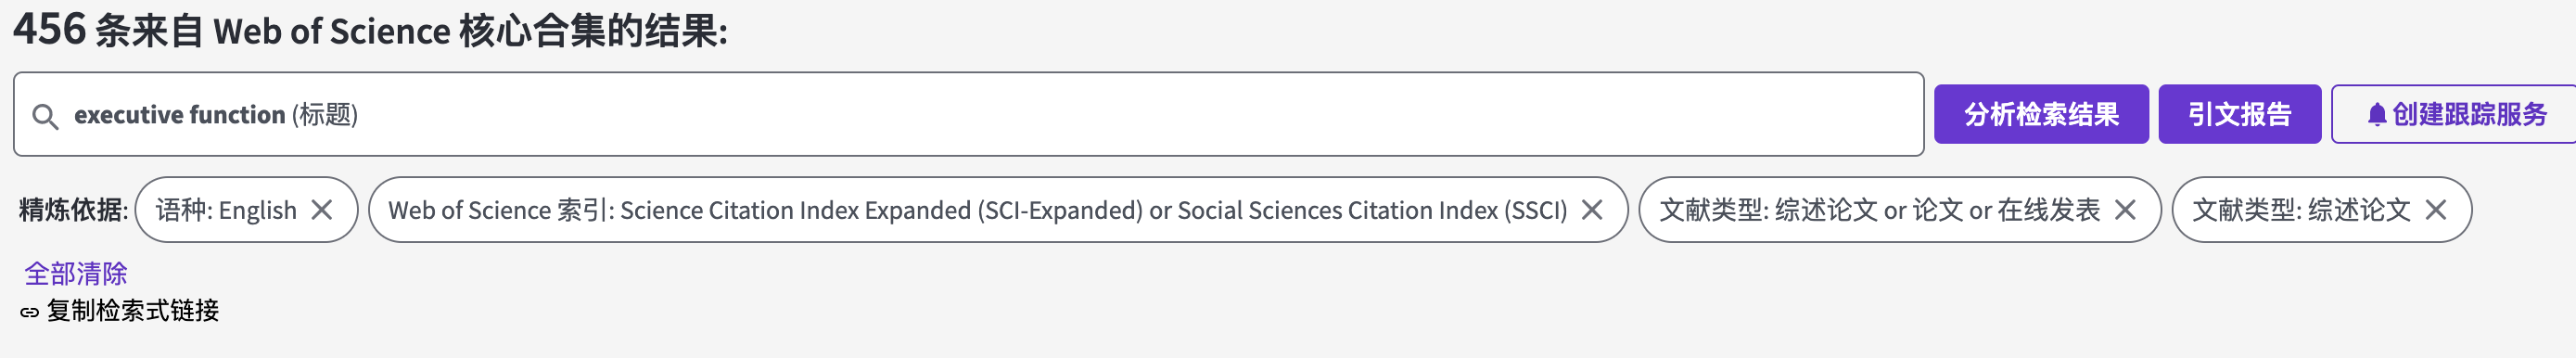 456 条来自 Web of Science 核心合集的结果:
executive function (标题)
分析检索结果
引文报告
创建跟踪服务
精炼依据: 语种: English Web of Science 索引: Science Citation Index Expanded (SCI-Expanded) or Social Sciences Citation Index (SSCI) 文献类型: 综述论文 or 论文 or 在线发表 文献类型: 综述论文
全部清除
复制检索式链接